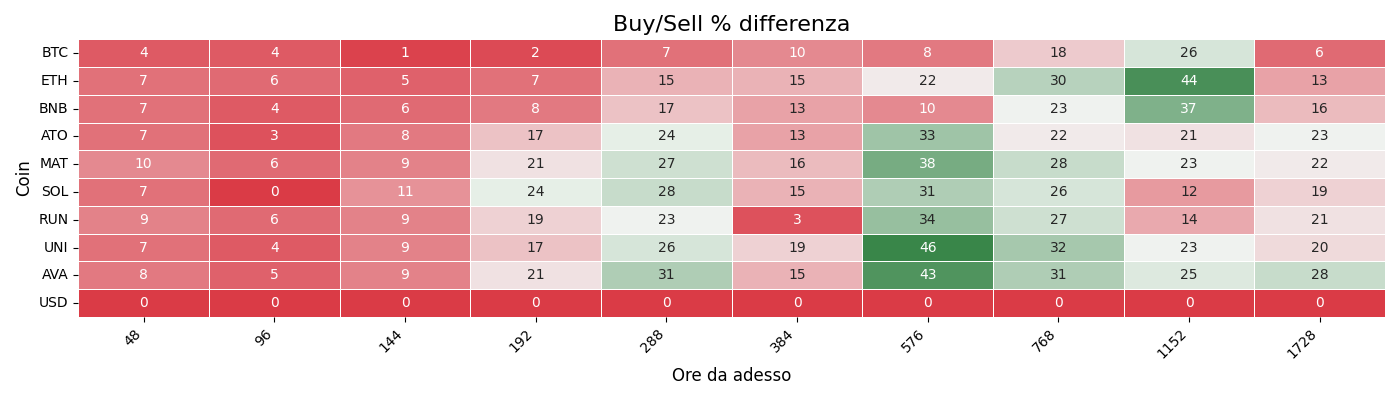 Buy/Sell % differenza
BTC 4 4 1 2 7 10 8 18 26 6
ETH 7 6 5 7 15 15 22 30 44 13
BNB 7 4 6 8 17 13 10 23 37 16
ATO 7 3 8 17 24 13 33 22 21 23
MAT 10 6 9 21 27 16 38 28 23 22
SOL 7 0 11 24 28 15 31 26 12 19
RUN 9 6 9 19 23 3 34 27 14 21
UNI 7 4 9 17 26 19 46 32 23 20
AVA 8 5 9 21 31 15 43 31 25 28
USD 0 0 0 0 0 0 0 0 0 0
Coin
48 96 144 192 288 384 576 768 1152 1728
Ore da adesso